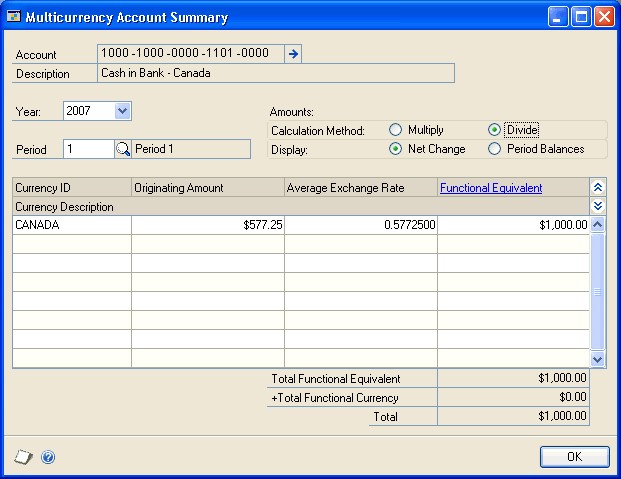 Multicurrency Account Summary
Account 1000 -1000 -0000 -1101 -0000
Description Cash in Bank - Canada
Year: 2007 Amounts:
Calculation Method: Multiply Divide
Period 1 Period 1 Display: Net Change Period Balances
Currency ID Originating Amount Average Exchange Rate Functional Equivalent
Currency Description
CANADA $577.25 0.5772500 $1,000.00
Total Functional Equivalent $1,000.00
+Total Functional Currency $0.00
Total $1,000.00
OK